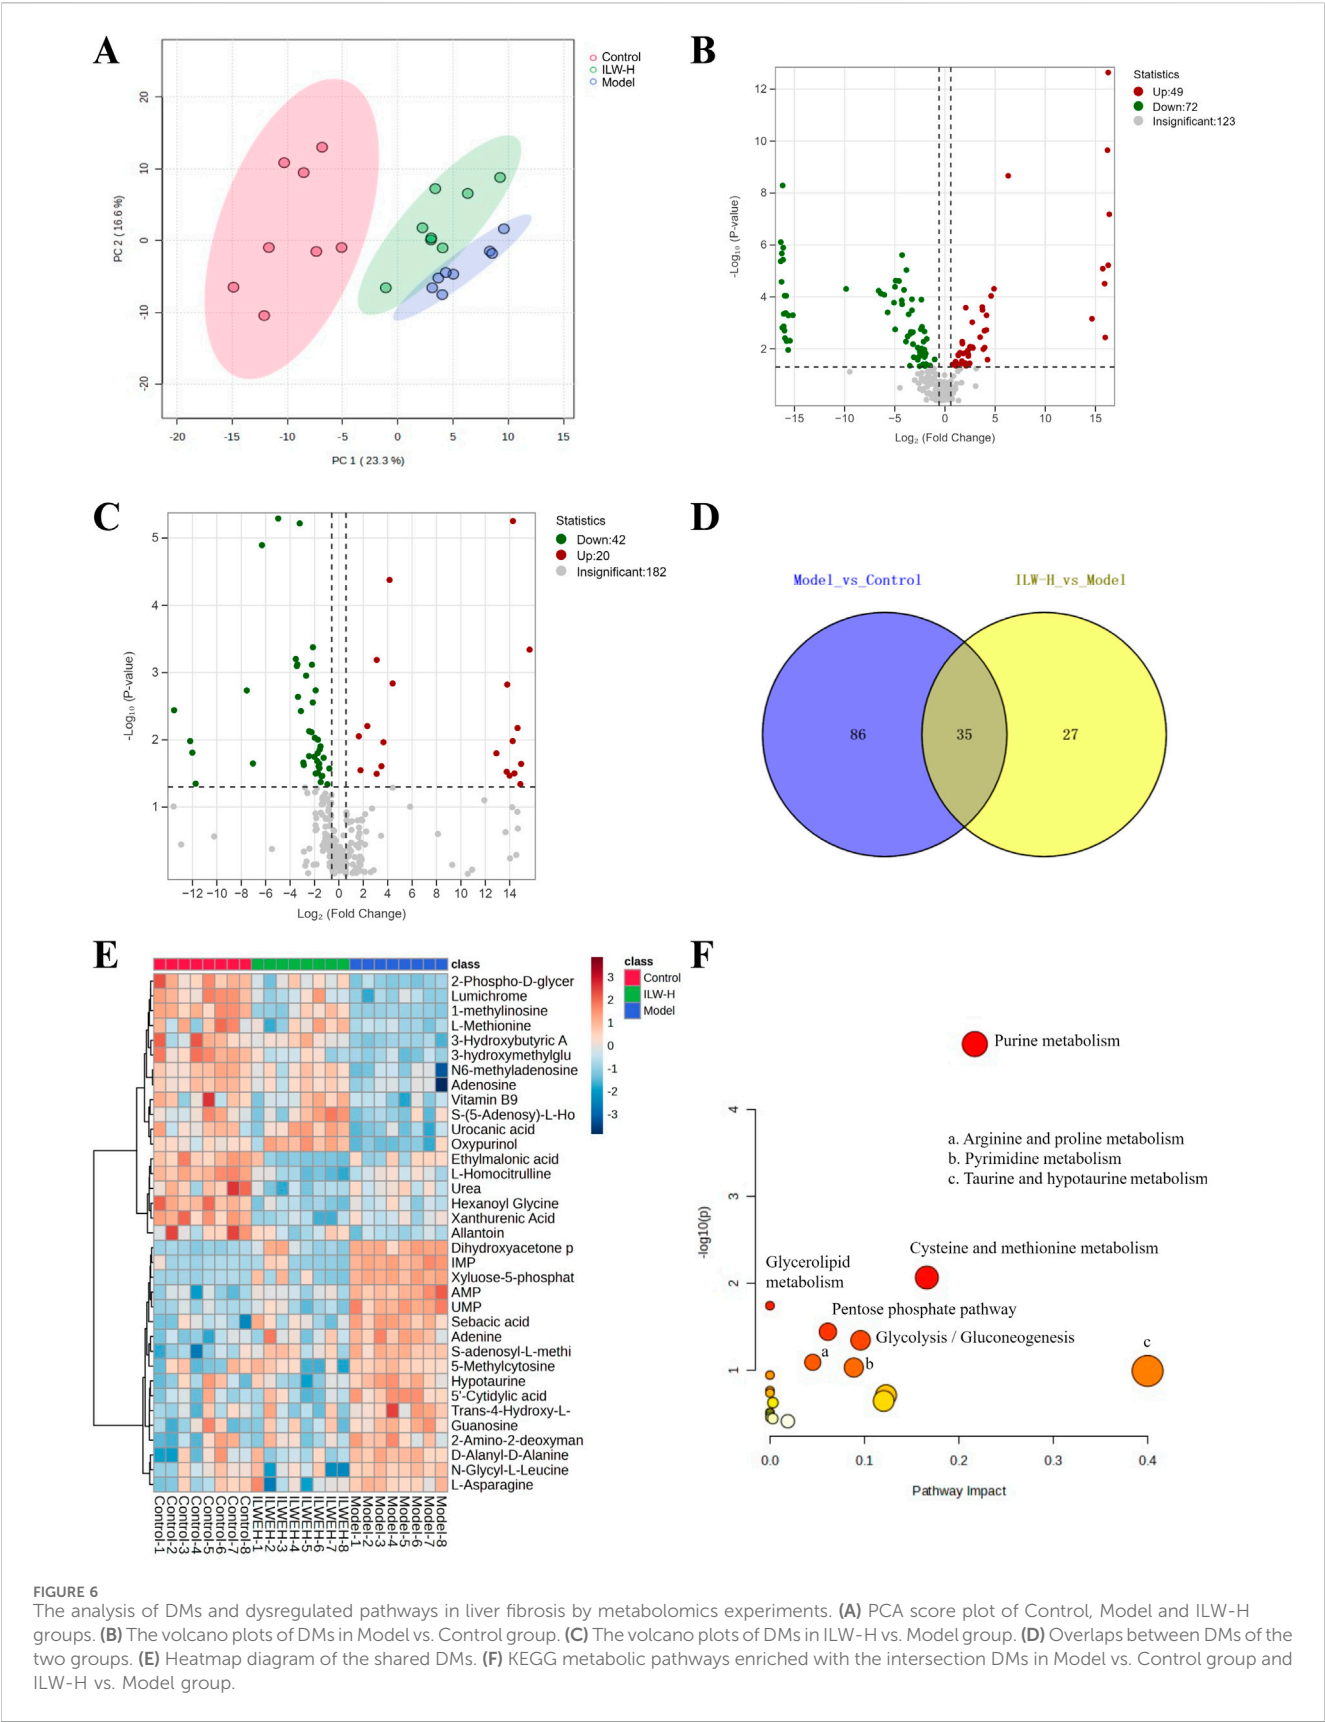 A
Control
ILW-H
Model
20
10
0
-10
-20
PC 2 ( 16.6 %)
-20 -15 -10 -5 0 5 10 15
PC 1 ( 23.3 %)
B
Statistics
Up:49
Down:72
Insignificant:123
12
10
8
6
4
2
-Log₁₀ (P-value)
−15 −10 −5 0 5 10 15
Log₂ (Fold Change)
C
Statistics
Down:42
Up:20
Insignificant:182
5
4
3
2
1
-Log₁₀ (P-value)
−12 −10 −8 −6 −4 −2 0 2 4 6 8 10 12 14
Log₂ (Fold Change)
D
Model_vs_Control ILW-H_vs_Model
86 35 27
E
class
2-Phospho-D-glycer
Lumichrome
1-methylinosine
L-Methionine
3-Hydroxybutyric A
3-hydroxymethylglu
N6-methyladenosine
Adenosine
Vitamin B9
S-(5-Adenosy)-L-Ho
Urocanic acid
Oxypurinol
Ethylmalonic acid
L-Homocitrulline
Urea
Hexanoyl Glycine
Xanthurenic Acid
Allantoin
Dihydroxyacetone p
IMP
Xyluose-5-phosphat
AMP
UMP
Sebacic acid
Adenine
S-adenosyl-L-methi
5-Methylcytosine
Hypotaurine
5'-Cytidylic acid
Trans-4-Hydroxy-L-
Guanosine
2-Amino-2-deoxyman
D-Alanyl-D-Alanine
N-Glycyl-L-Leucine
L-Asparagine
3
2
1
0
-1
-2
-3
class
Control
ILW-H
Model
Control-1
Control-2
Control-3
Control-4
Control-5
Control-6
Control-7
Control-8
ILWEH-1
ILWEH-2
ILWEH-3
ILWEH-4
ILWEH-5
ILWEH-6
ILWEH-7
ILWEH-8
Model-1
Model-2
Model-3
Model-4
Model-5
Model-6
Model-7
Model-8
F
Purine metabolism
a. Arginine and proline metabolism
b. Pyrimidine metabolism
c. Taurine and hypotaurine metabolism
Cysteine and methionine metabolism
Glycerolipid
metabolism
Pentose phosphate pathway
Glycolysis / Gluconeogenesis
a
b
c
4
3
2
1
-log10(p)
0.0 0.1 0.2 0.3 0.4
Pathway Impact
FIGURE 6
The analysis of DMs and dysregulated pathways in liver fibrosis by metabolomics experiments. (A) PCA score plot of Control, Model and ILW-H
groups. (B) The volcano plots of DMs in Model vs. Control group. (C) The volcano plots of DMs in ILW-H vs. Model group. (D) Overlaps between DMs of the
two groups. (E) Heatmap diagram of the shared DMs. (F) KEGG metabolic pathways enriched with the intersection DMs in Model vs. Control group and
ILW-H vs. Model group.